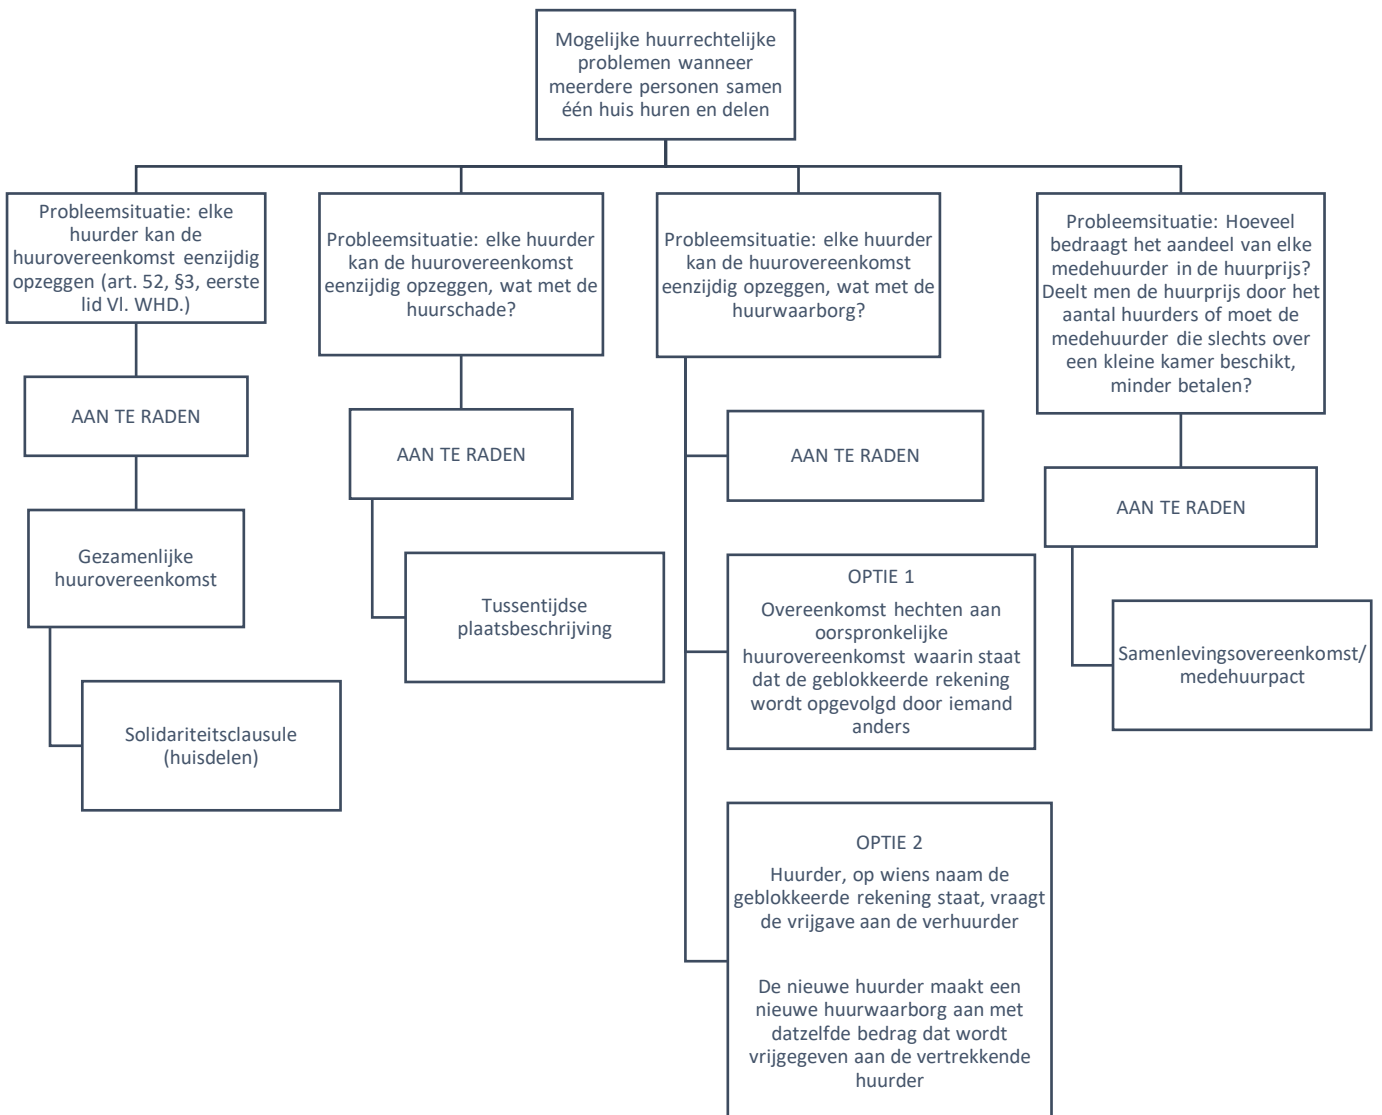 Mogelijke huurrechtelijke
problemen wanneer
meerdere personen samen
één huis huren en delen
Probleemsituatie: elke
huurder kan de
huurovereenkomst eenzijdig
opzeggen (art. 52, §3, eerste
lid Vl. WHD.)
AAN TE RADEN
Gezamenlijke
huurovereenkomst
Solidariteitsclausule
(huisdelen)
Probleemsituatie: elke huurder
kan de huurovereenkomst
eenzijdig opzeggen, wat met de
huurschade?
AAN TE RADEN
Tussentijdse
plaatsbeschrijving
Probleemsituatie: elke huurder
kan de huurovereenkomst
eenzijdig opzeggen, wat met de
huurwaarborg?
AAN TE RADEN
OPTIE 1
Overeenkomst hechten aan
oorspronkelijke
huurovereenkomst waarin staat
dat de geblokkeerde rekening
wordt opgevolgd door iemand
anders
OPTIE 2
Huurder, op wiens naam de
geblokkeerde rekening staat, vraagt
de vrijgave aan de verhuurder
De nieuwe huurder maakt een
nieuwe huurwaarborg aan met
datzelfde bedrag dat wordt
vrijgegeven aan de vertrekkende
huurder
Probleemsituatie: Hoeveel
bedraagt het aandeel van elke
medehuurder in de huurprijs?
Deelt men de huurprijs door het
aantal huurders of moet de
medehuurder die slechts over
een kleine kamer beschikt,
minder betalen?
AAN TE RADEN
Samenlevingsovereenkomst/
medehuurpact